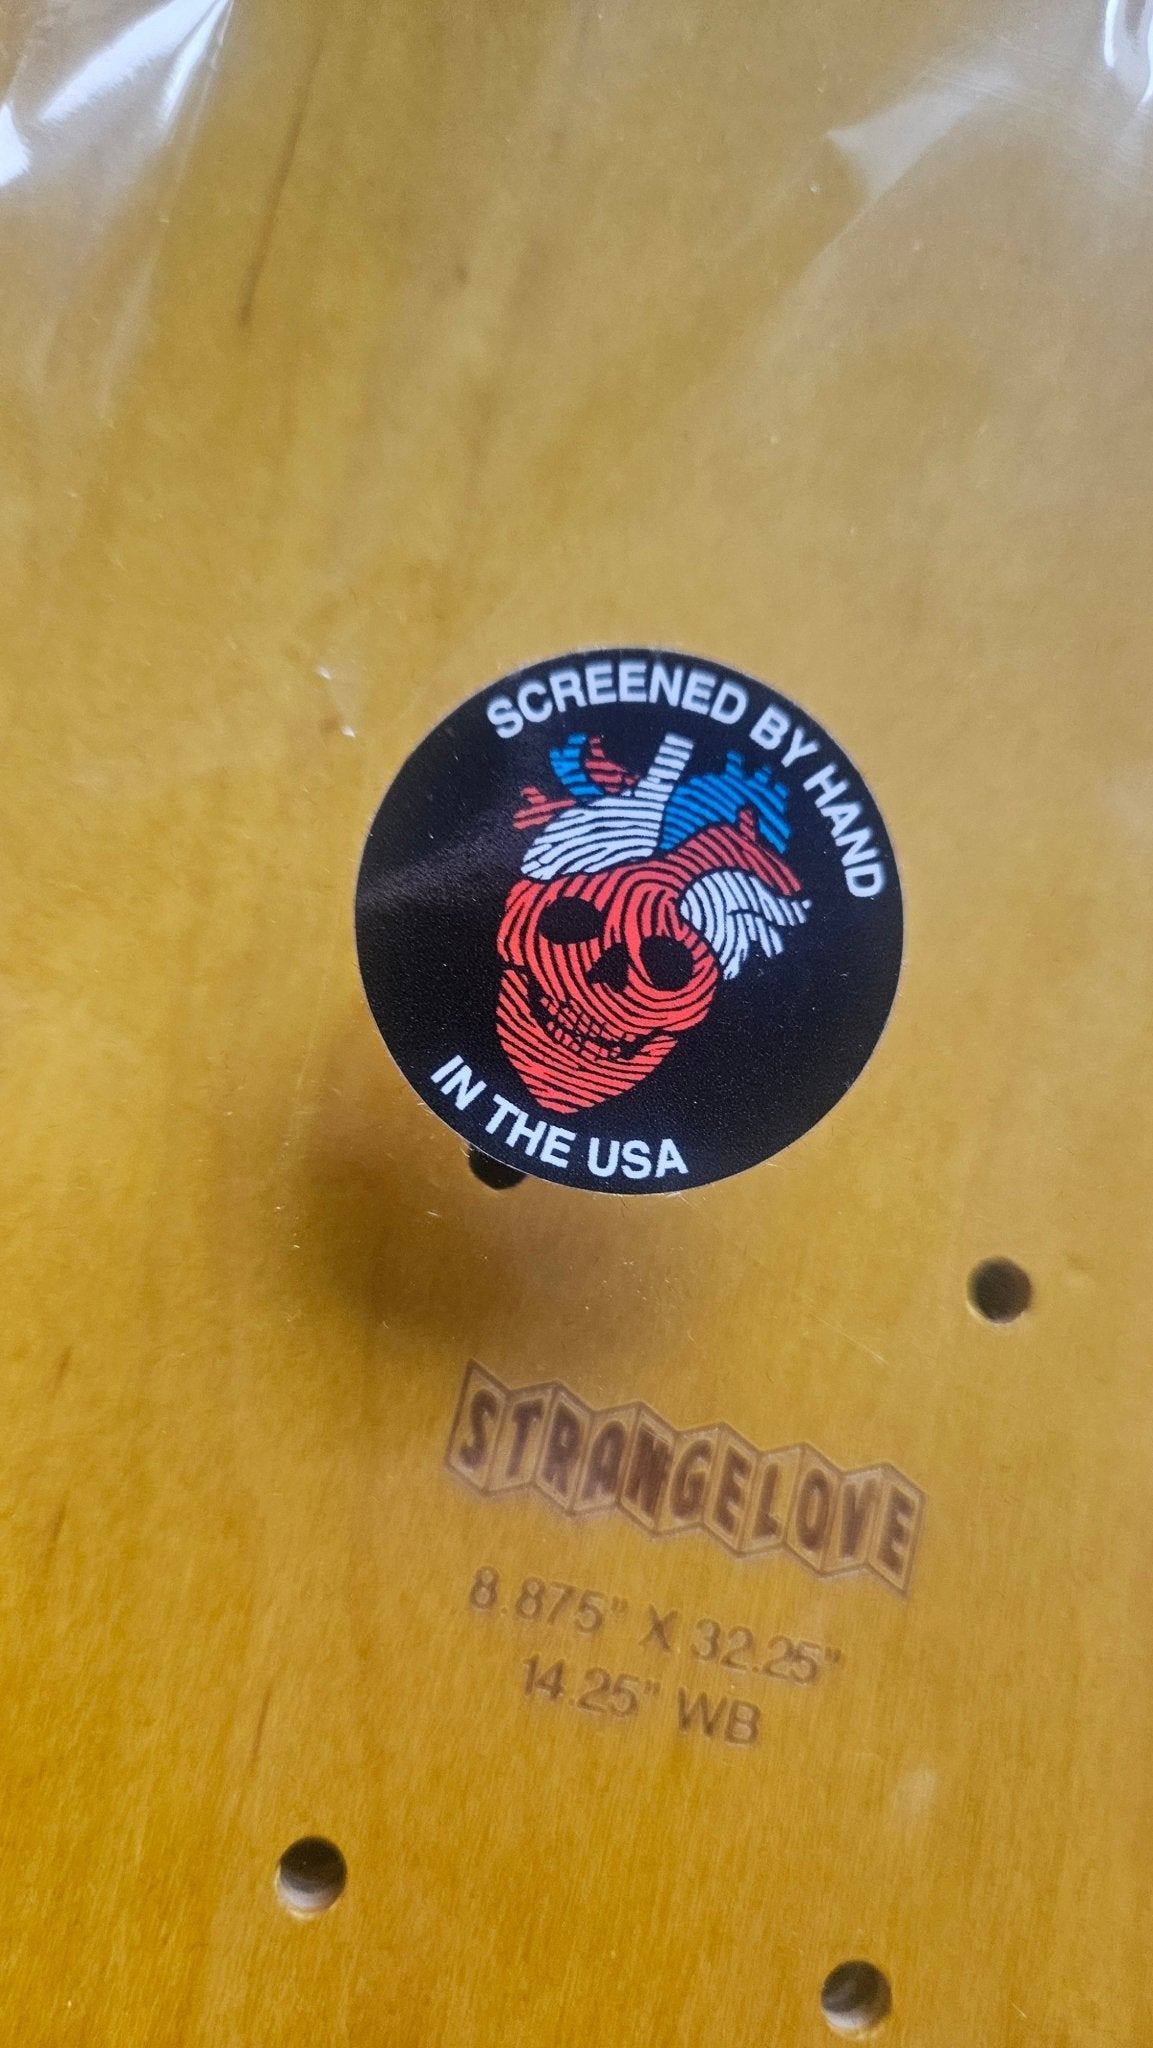 SCREENED BY HAND
IN THE USA
STRANGELOVE
8.875" X 32.25"
14.25" WB